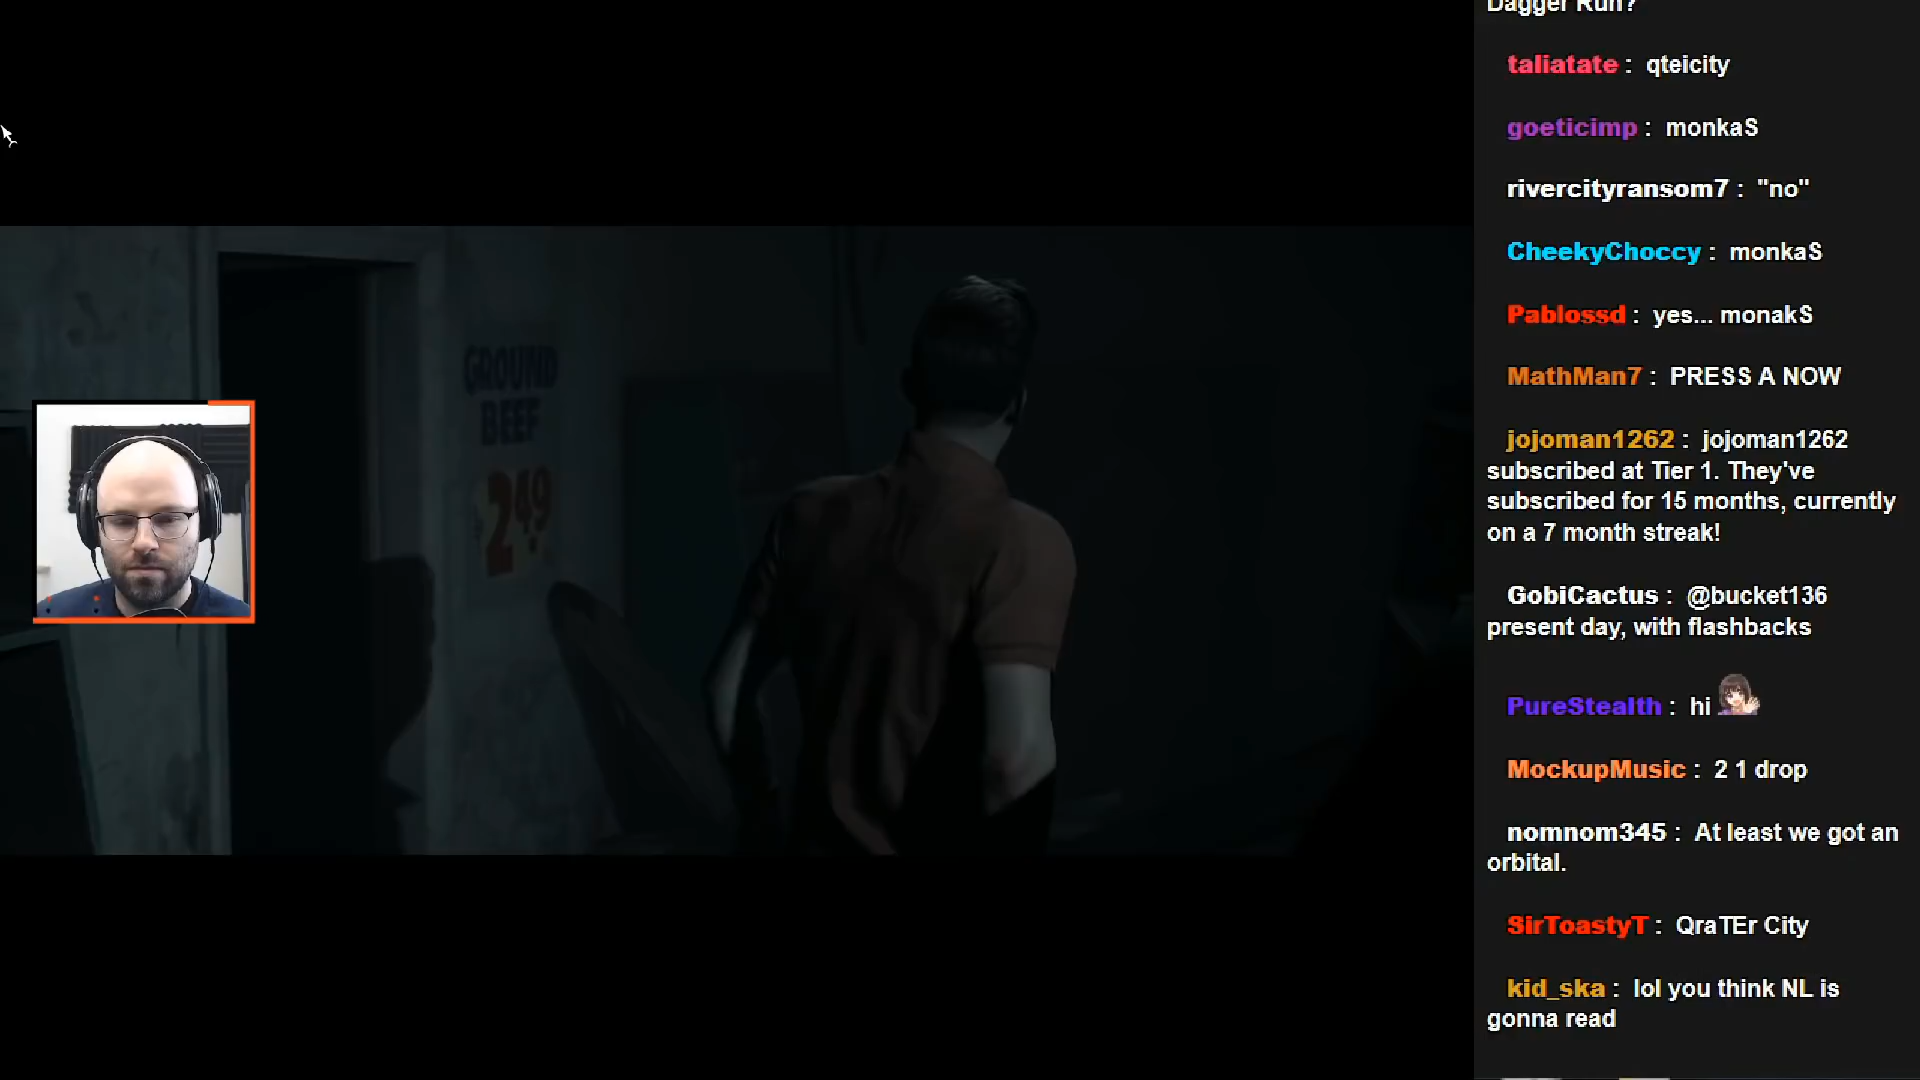 Dagger Run?
taliatate : qteicity
goeticimp : monkaS
rivercityransom7 : "no"
CheekyChoccy : monkaS
Pablossd : yes... monakS
MathMan7 : PRESS A NOW
jojoman1262 : jojoman1262
subscribed at Tier 1. They've
subscribed for 15 months, currently
on a 7 month streak!
GobiCactus : @bucket136
present day, with flashbacks
PureStealth : hi
MockupMusic : 2 1 drop
nomnom345 : At least we got an
orbital.
SirToastyT : QraTEr City
kid_ska : lol you think NL is
gonna read
GROUND
BEEF
249